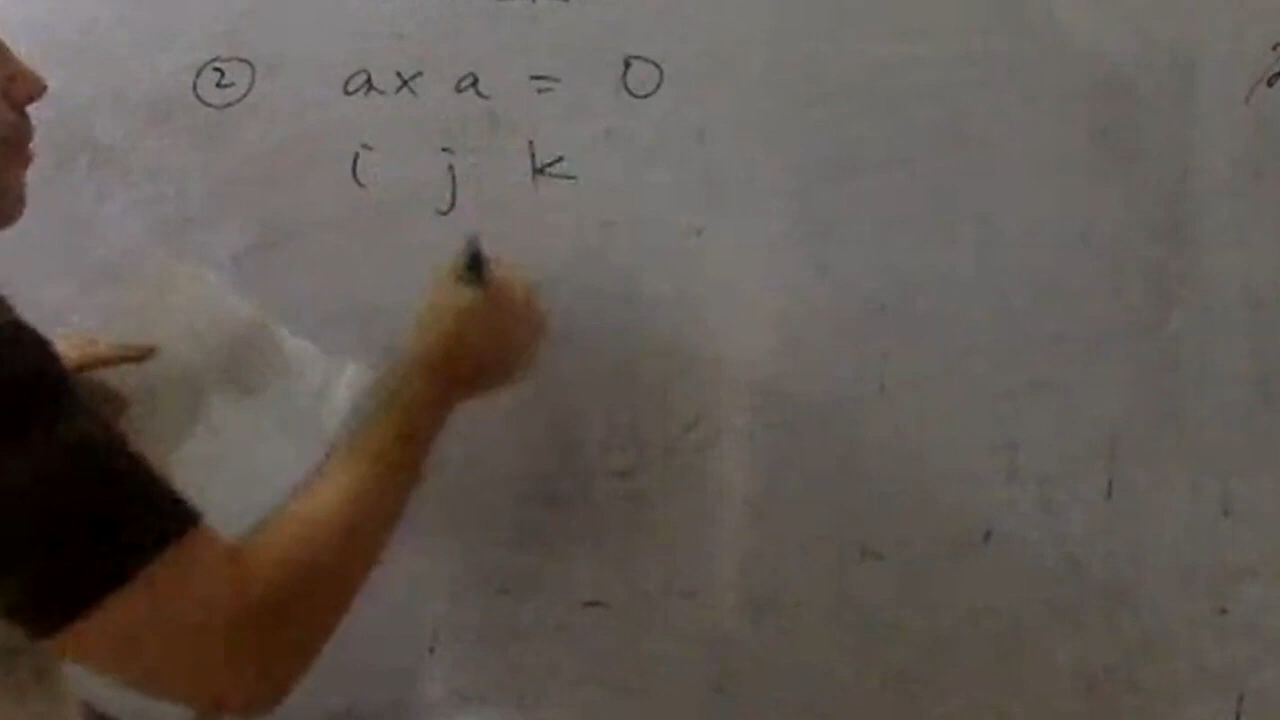 ② a x a = 0
i j k